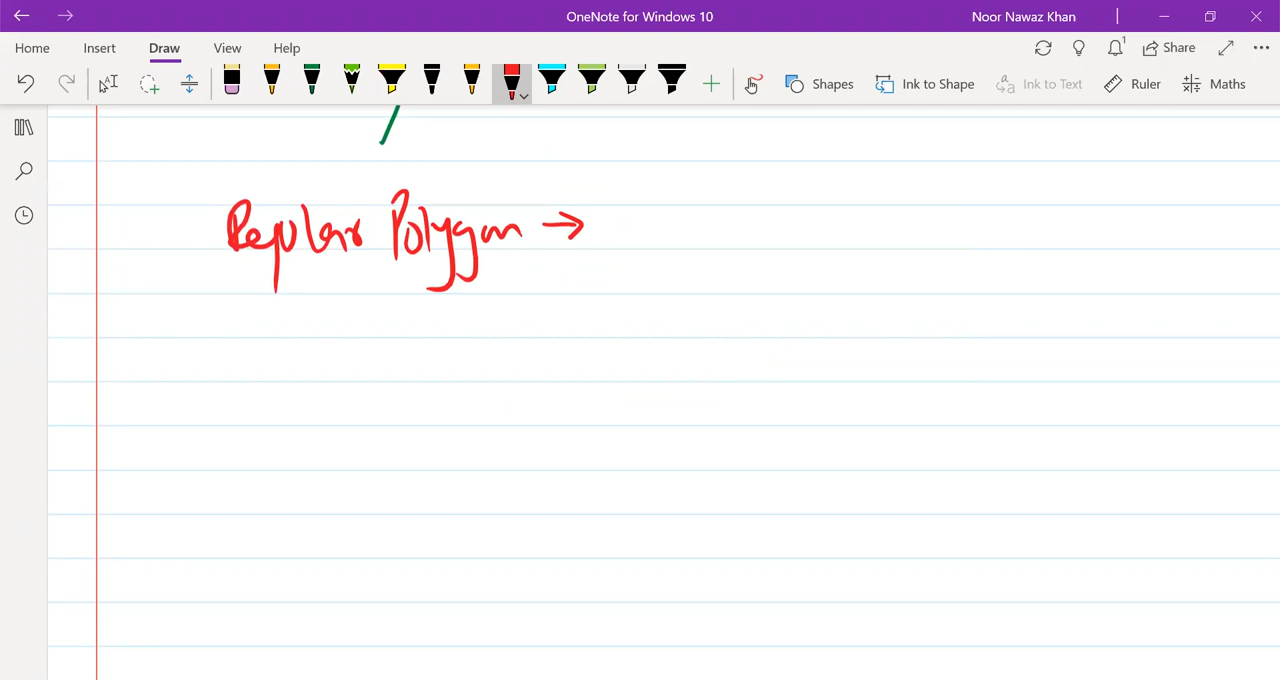 OneNote for Windows 10
Noor Nawaz Khan
Home Insert Draw View Help
1
Share
Shapes
Ink to Shape
Ink to Text
Ruler
Maths
Regular Polygon →